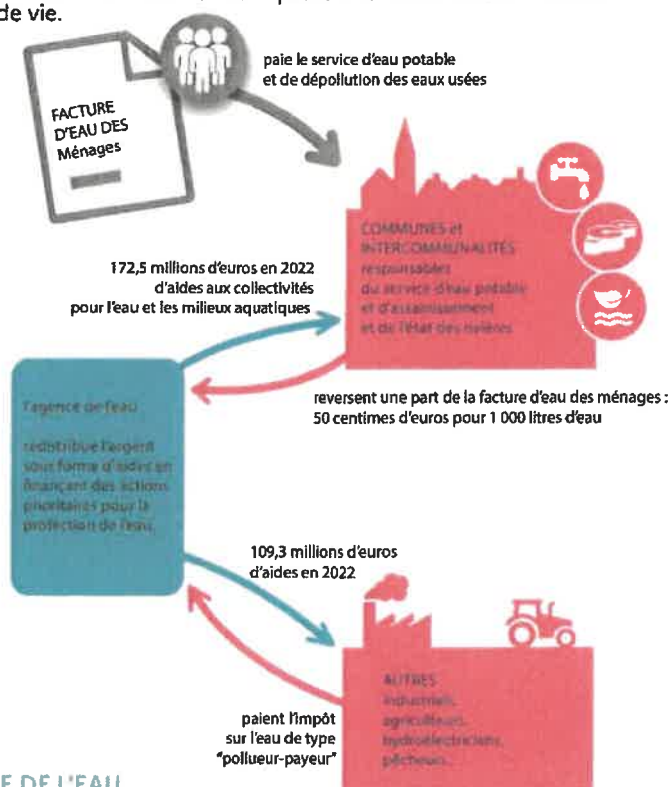 de vie.
paie le service d'eau potable
et de dépollution des eaux usées
FACTURE
D'EAU DES
Ménages
COMMUNES et
INTERCOMMUNALITÉS
responsables
du service d'eau potable
et d'assainissement
et de l'état des rivières
172,5 millions d'euros en 2022
d'aides aux collectivités
pour l'eau et les milieux aquatiques
reversent une part de la facture d'eau des ménages :
50 centimes d'euros pour 1 000 litres d'eau
l'agence de l'eau
redistribue l'argent
sous forme d'aides en
finançant des actions
prioritaires pour la
protection de l'eau.
109,3 millions d'euros
d'aides en 2022
paient l'impôt
sur l'eau de type
"pollueur-payeur"
AUTRES
industriels,
agriculteurs,
hydroélectriciens,
pêcheurs.
DE L'EAU